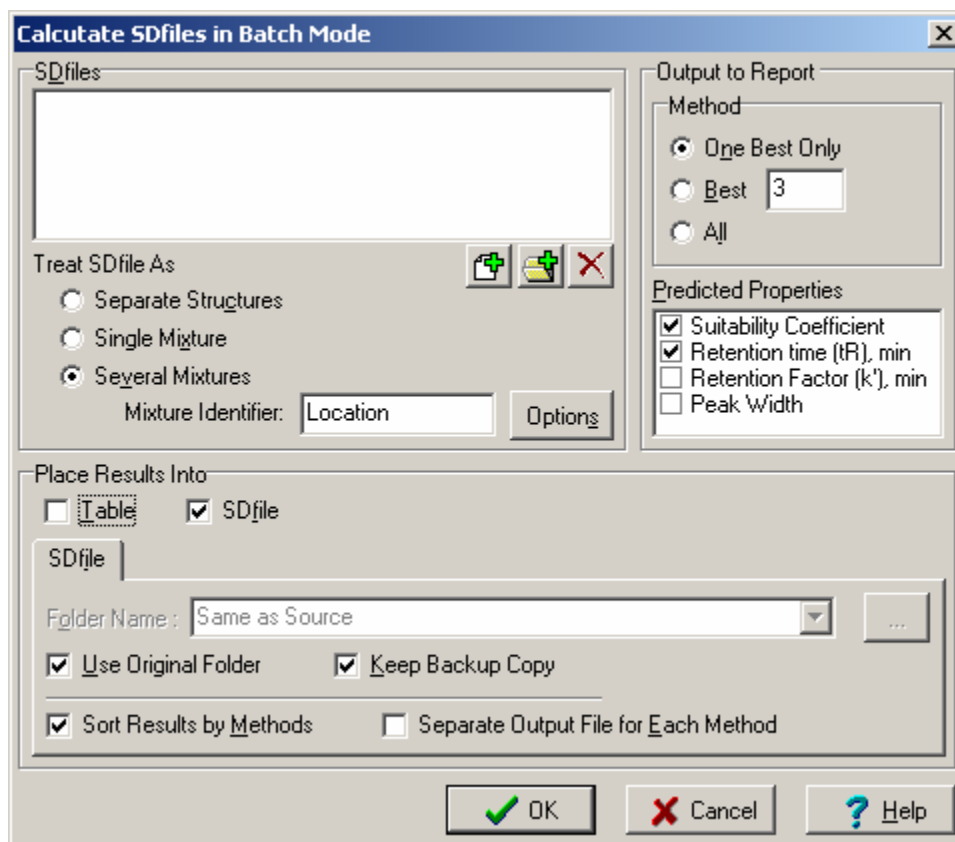 Calcutate SDfiles in Batch Mode
SDfiles
Treat SDfile As
Separate Structures
Single Mixture
Several Mixtures
Mixture Identifier: Location Options
Output to Report
Method
One Best Only
Best 3
All
Predicted Properties
Suitability Coefficient
Retention time (tR), min
Retention Factor (k'), min
Peak Width
Place Results Into
Table SDfile
SDfile
Folder Name : Same as Source ...
Use Original Folder Keep Backup Copy
Sort Results by Methods Separate Output File for Each Method
OK Cancel ? Help